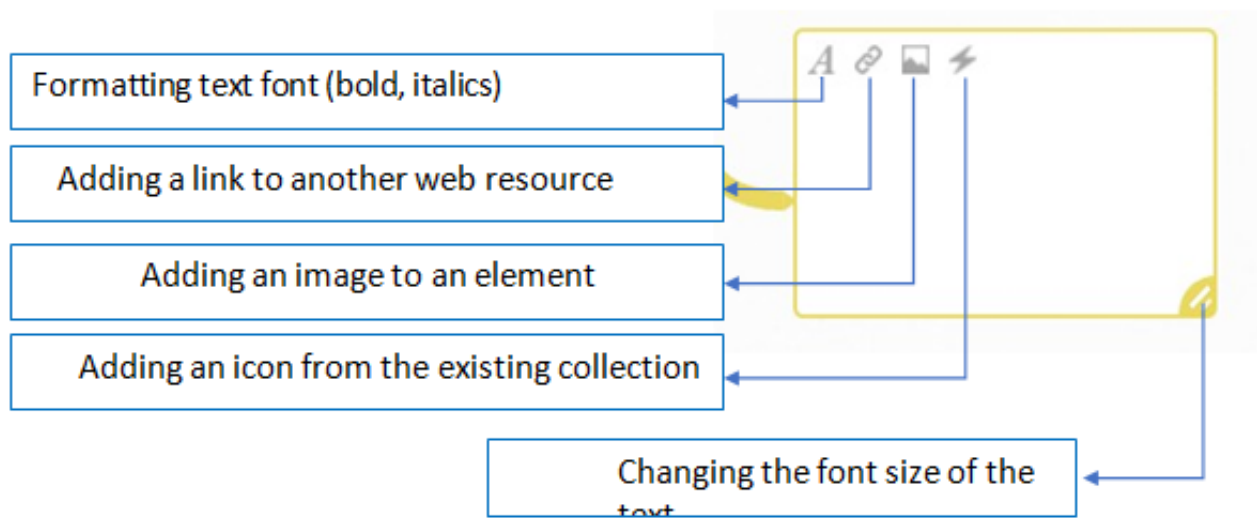 Formatting text font (bold, italics)
A
Adding a link to another web resource
Adding an image to an element
Adding an icon from the existing collection
Changing the font size of the
text